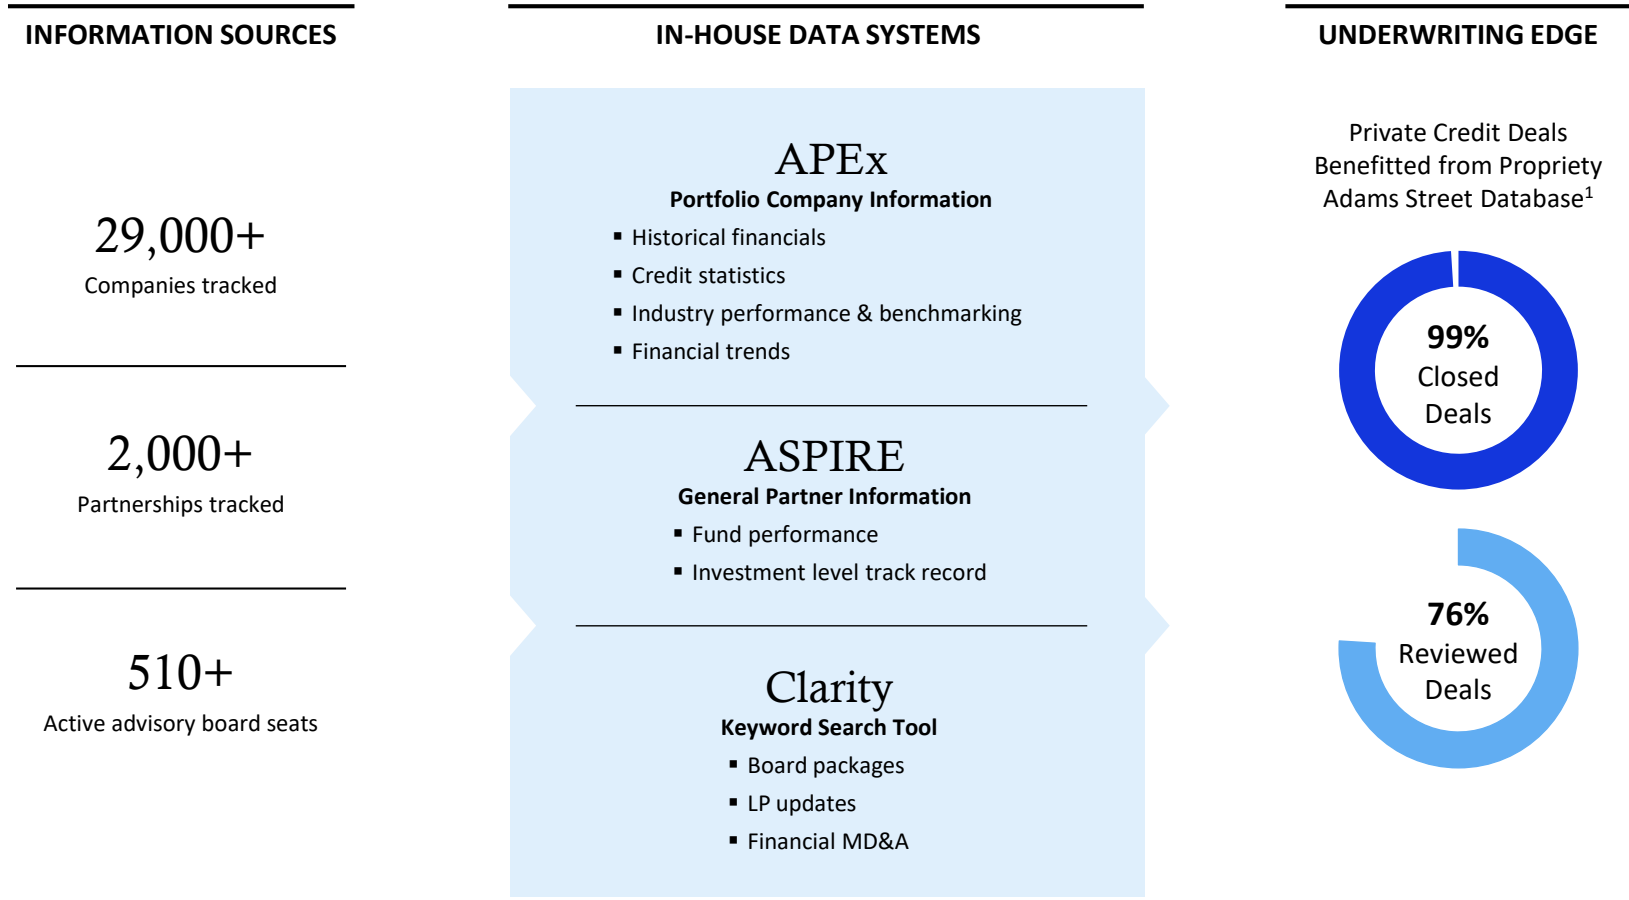 INFORMATION SOURCES
29,000+
Companies tracked
2,000+
Partnerships tracked
510+
Active advisory board seats
IN-HOUSE DATA SYSTEMS
APEx
Portfolio Company Information
▪ Historical financials
▪ Credit statistics
▪ Industry performance & benchmarking
▪ Financial trends
ASPIRE
General Partner Information
▪ Fund performance
▪ Investment level track record
Clarity
Keyword Search Tool
▪ Board packages
▪ LP updates
▪ Financial MD&A
UNDERWRITING EDGE
Private Credit Deals
Benefitted from Propriety
Adams Street Database¹
99%
Closed
Deals
76%
Reviewed
Deals